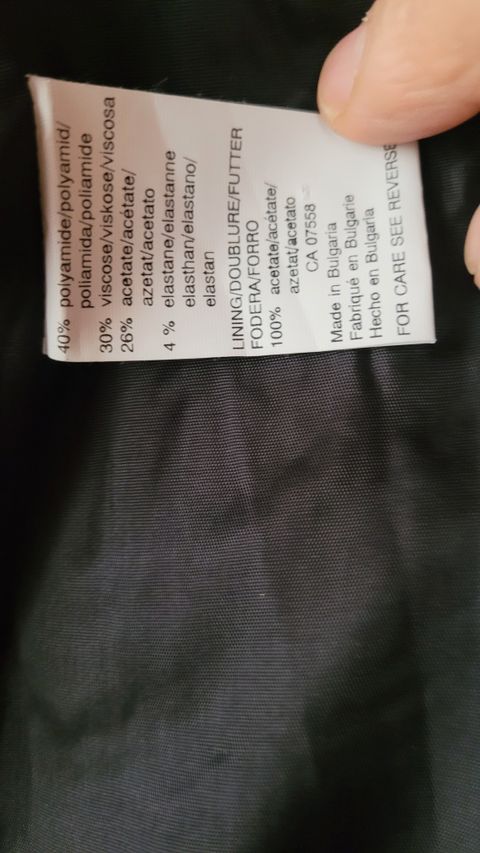 40% polyamide/polyamid/
poliamida/poliamide
30% viscose/viskose/viscosa
26% acetate/acétate/
azetat/acetato
4 % elastane/elastanne
elasthan/elastano/
elastan
LINING/DOUBLURE/FUTTER
FODERA/FORRO
100% acetate/acétate/
azetat/acetato
CA 07558
Made in Bulgaria
Fabriqué en Bulgarie
Hecho en Bulgaria
FOR CARE SEE REVERSE